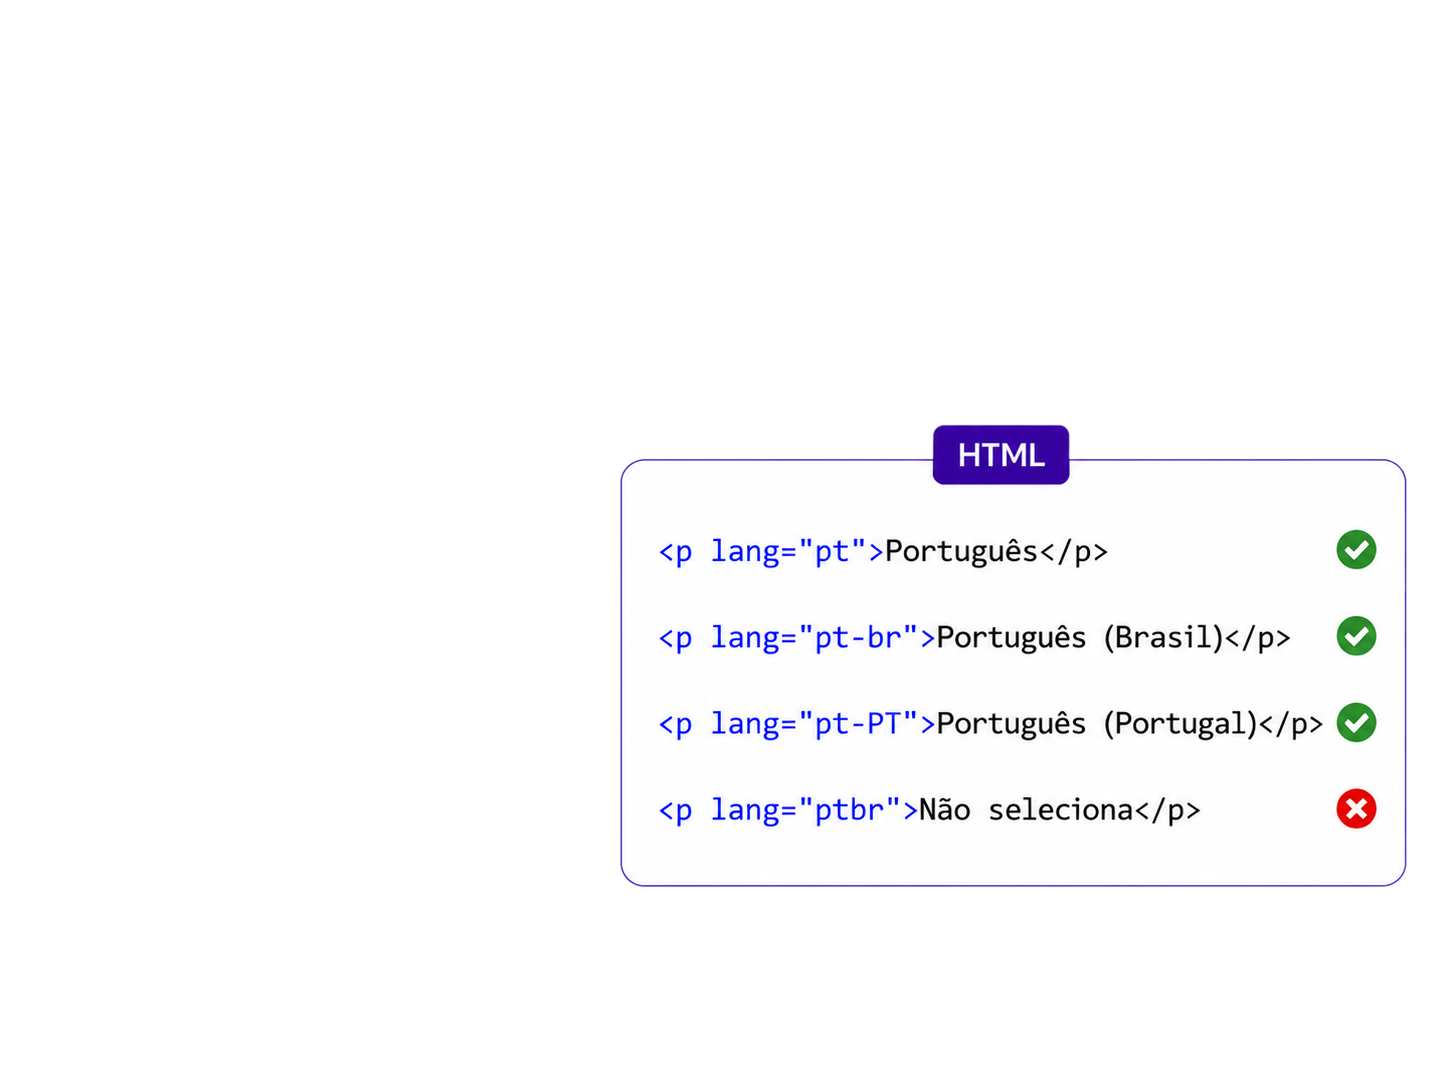 HTML
<p lang="pt">Português</p>
<p lang="pt-br">Português (Brasil)</p>
<p lang="pt-PT">Português (Portugal)</p>
<p lang="ptbr">Não seleciona</p>